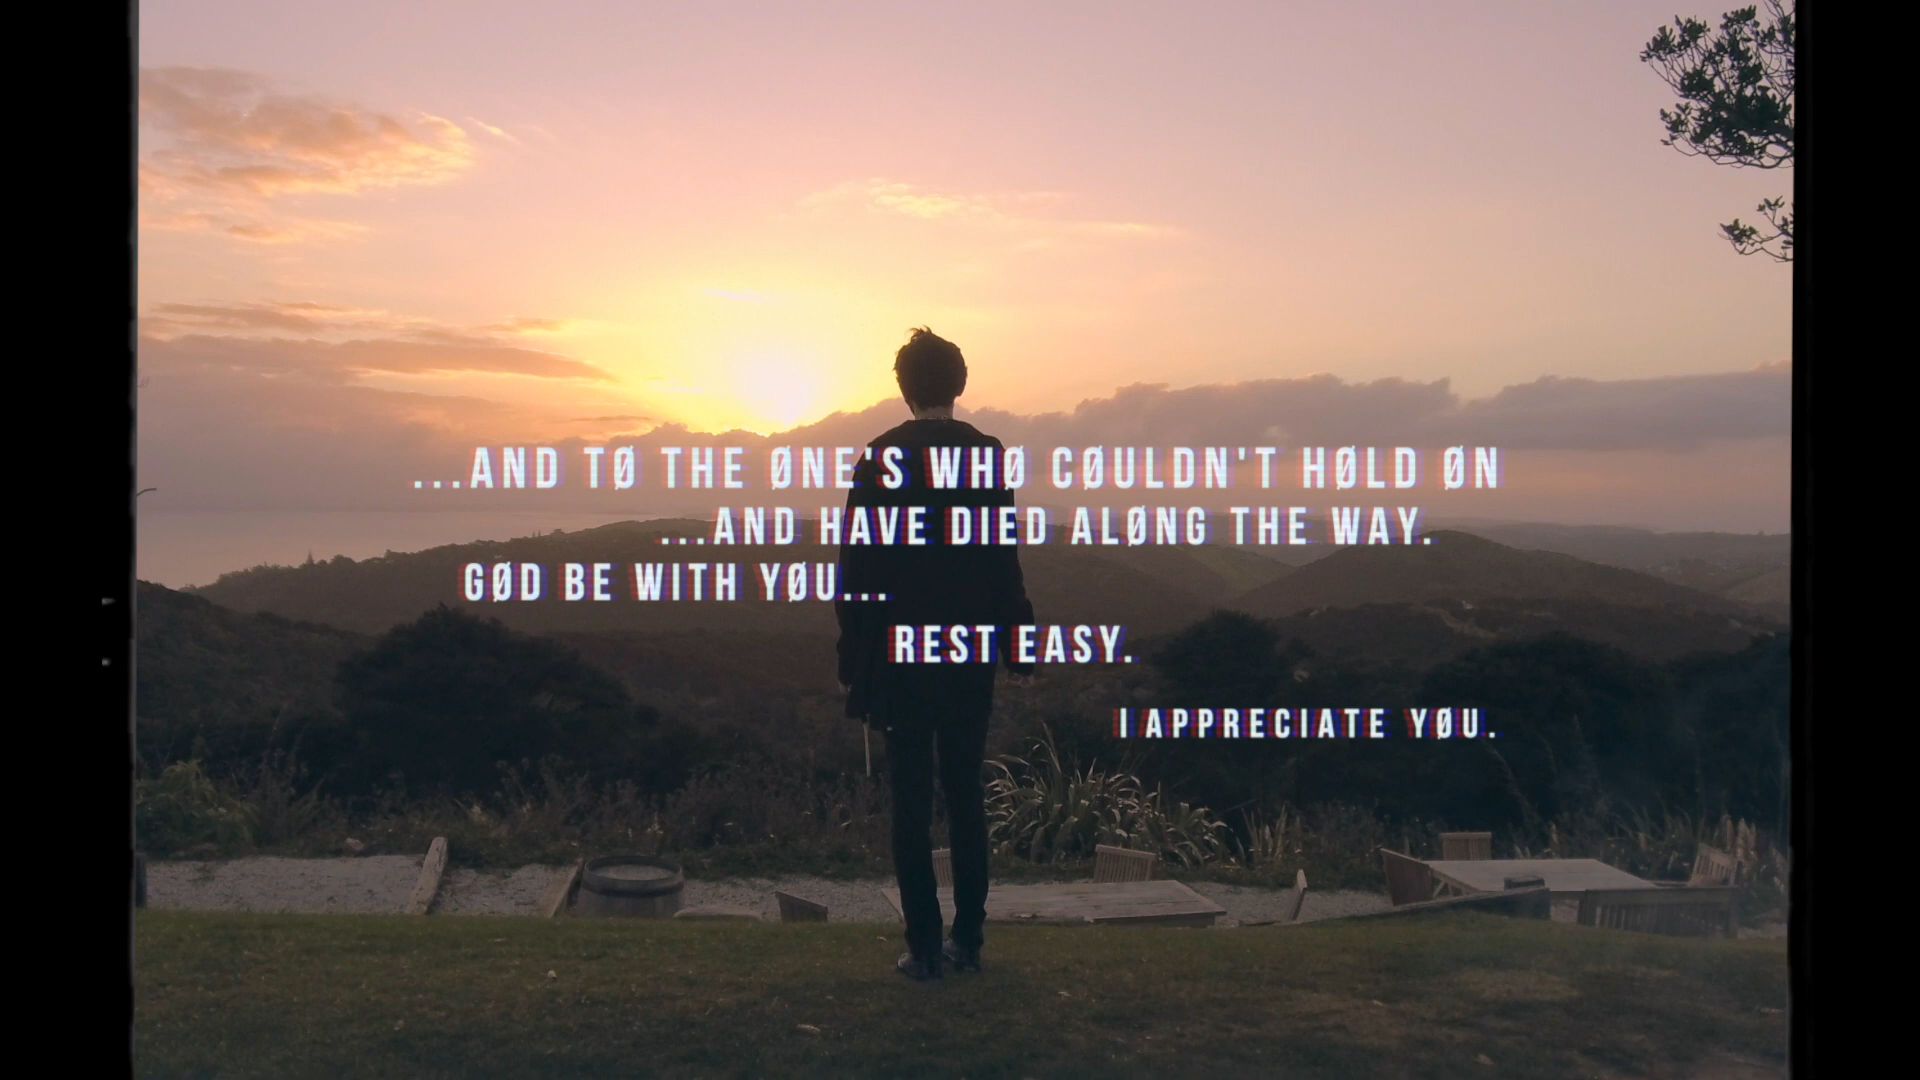 ...AND TØ THE ØNE'S WHØ CØULDN'T HØLD ØN
...AND HAVE DIED ALØNG THE WAY.
GØD BE WITH YØU...
REST EASY.
I APPRECIATE YØU.